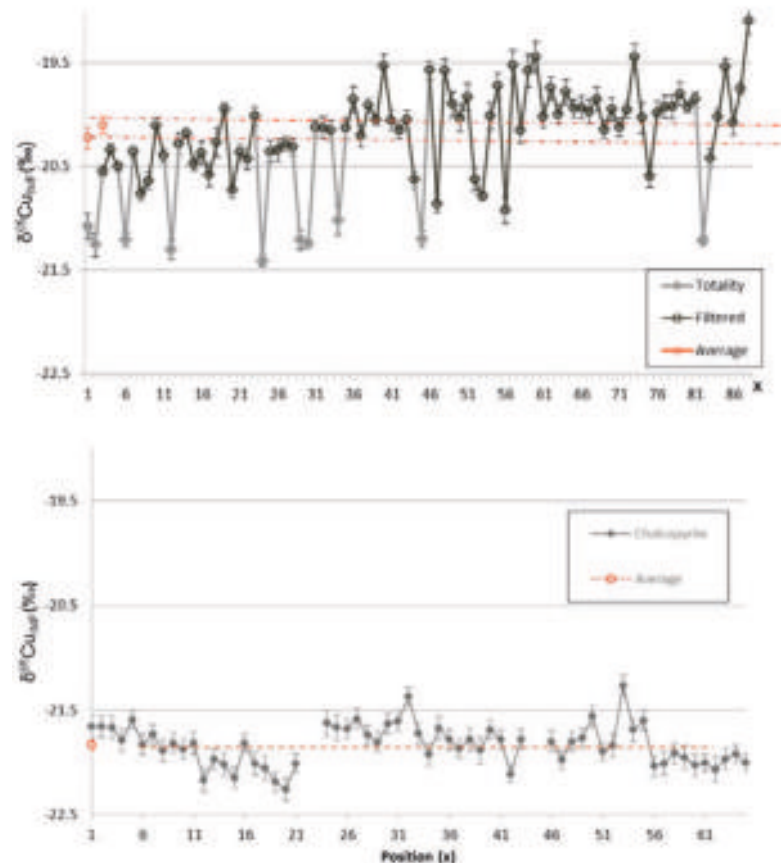 -19.5
-20.5
-21.5
-22.5
1 6 11 16 21 26 31 36 41 46 51 56 61 66 71 76 81 86 X
Totality
Filtered
Average
-19.5
-20.5
-21.5
-22.5
1 6 11 16 21 26 31 36 41 46 51 56 61
Chalcopyrite
Average
Position (x)